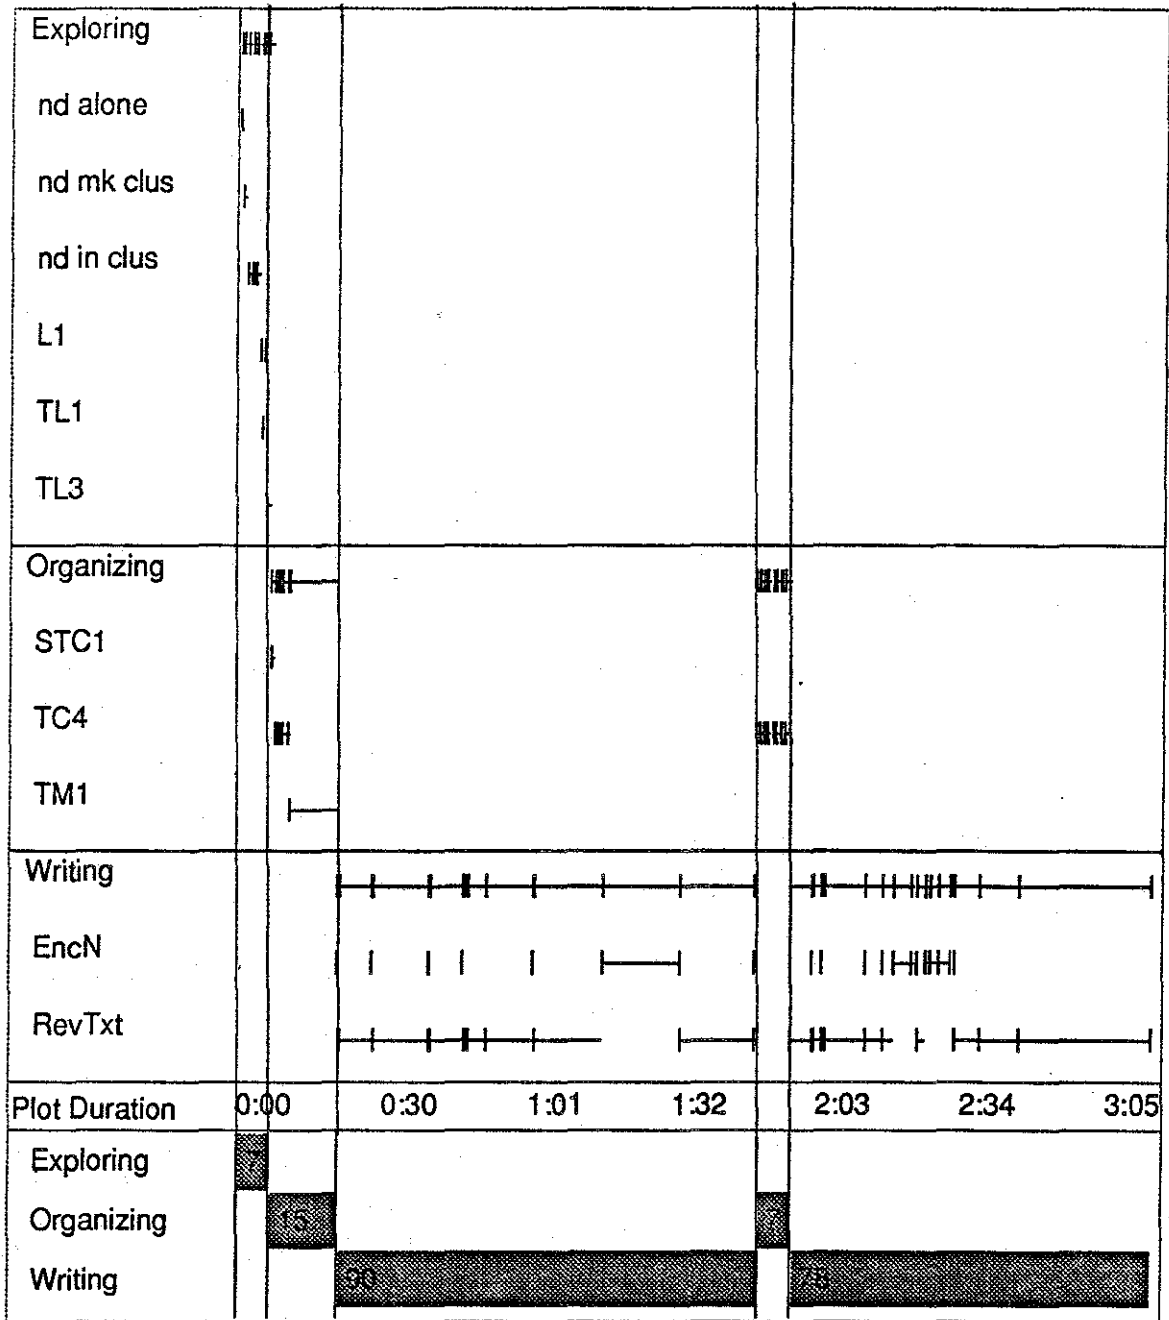 Exploring
nd alone
nd mk clus
nd in clus
L1
TL1
TL3
Organizing
STC1
TC4
TM1
Writing
EncN
RevTxt
Plot Duration 0:00 0:30 1:01 1:32 2:03 2:34 3:05
Exploring 7
Organizing 15 7
Writing 90 78